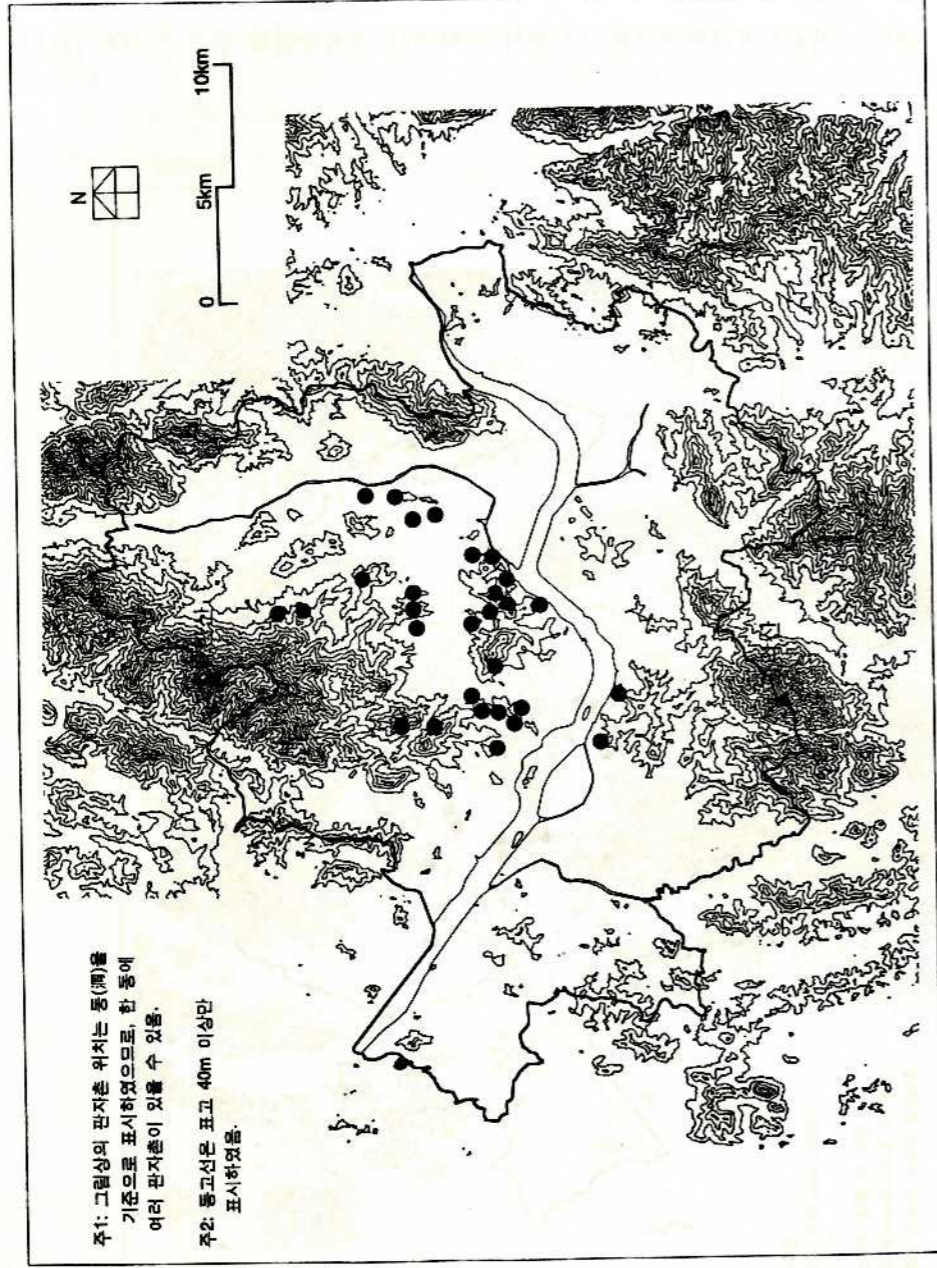 주1: 그림상의 판자촌 위치는 동(洞)을
기준으로 표시하였으므로, 한 동에
여러 판자촌이 있을 수 있음.
주2: 등고선은 표고 40m 이상만
표시하였음.
N
0 5km 10km